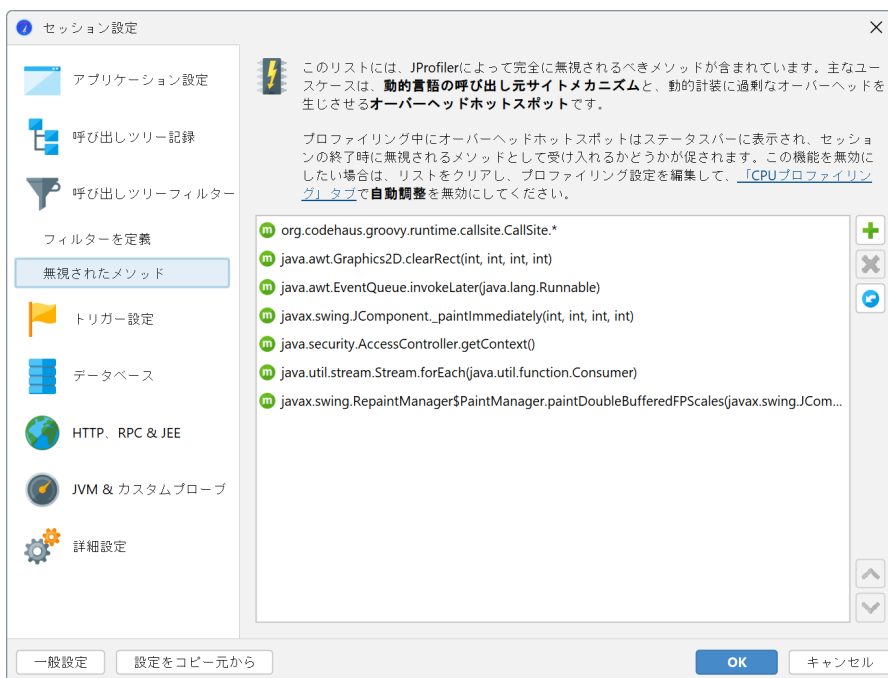 セッション設定
アプリケーション設定
呼び出しツリー記録
呼び出しツリーフィルター
フィルターを定義
無視されたメソッド
トリガー設定
データベース
HTTP、RPC & JEE
JVM & カスタムプローブ
詳細設定
このリストには、JProfilerによって完全に無視されるべきメソッドが含まれています。主なユー
スケースは、動的言語の呼び出し元サイトメカニズムと、動的計装に過剰なオーバーヘッドを
生じさせるオーバーヘッドホットスポットです。
プロファイリング中にオーバーヘッドホットスポットはステータスバーに表示され、セッショ
ンの終了時に無視されるメソッドとして受け入れるかどうかが促されます。この機能を無効に
したい場合は、リストをクリアし、プロファイリング設定を編集して、「CPUプロファイリン
グ」タブで自動調整を無効にしてください。
org.codehaus.groovy.runtime.callsite.CallSite.*
java.awt.Graphics2D.clearRect(int, int, int, int)
java.awt.EventQueue.invokeLater(java.lang.Runnable)
javax.swing.JComponent._paintImmediately(int, int, int, int)
java.security.AccessController.getContext()
java.util.stream.Stream.forEach(java.util.function.Consumer)
javax.swing.RepaintManager$PaintManager.paintDoubleBufferedFPScales(javax.swing.JCom...
一般設定
設定をコピー元から
OK
キャンセル